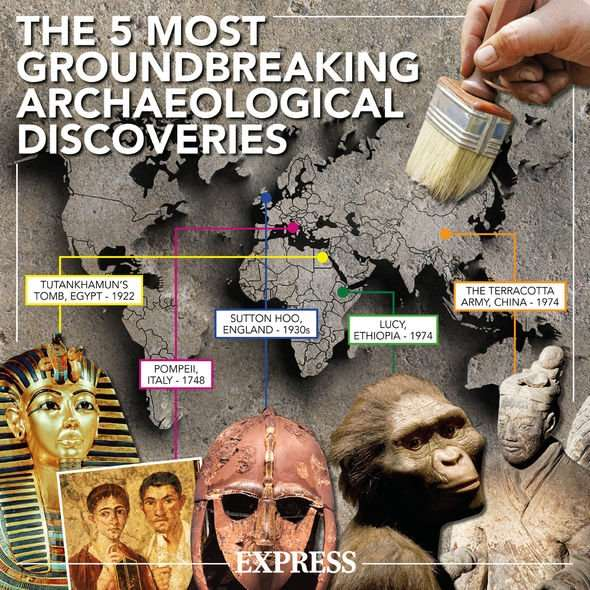 THE 5 MOST
GROUNDBREAKING
ARCHAEOLOGICAL
DISCOVERIES
TUTANKHAMUN'S
TOMB, EGYPT - 1922
POMPEII,
ITALY - 1748
SUTTON HOO,
ENGLAND - 1930s
LUCY,
ETHIOPIA - 1974
THE TERRACOTTA
ARMY, CHINA - 1974
EXPRESS